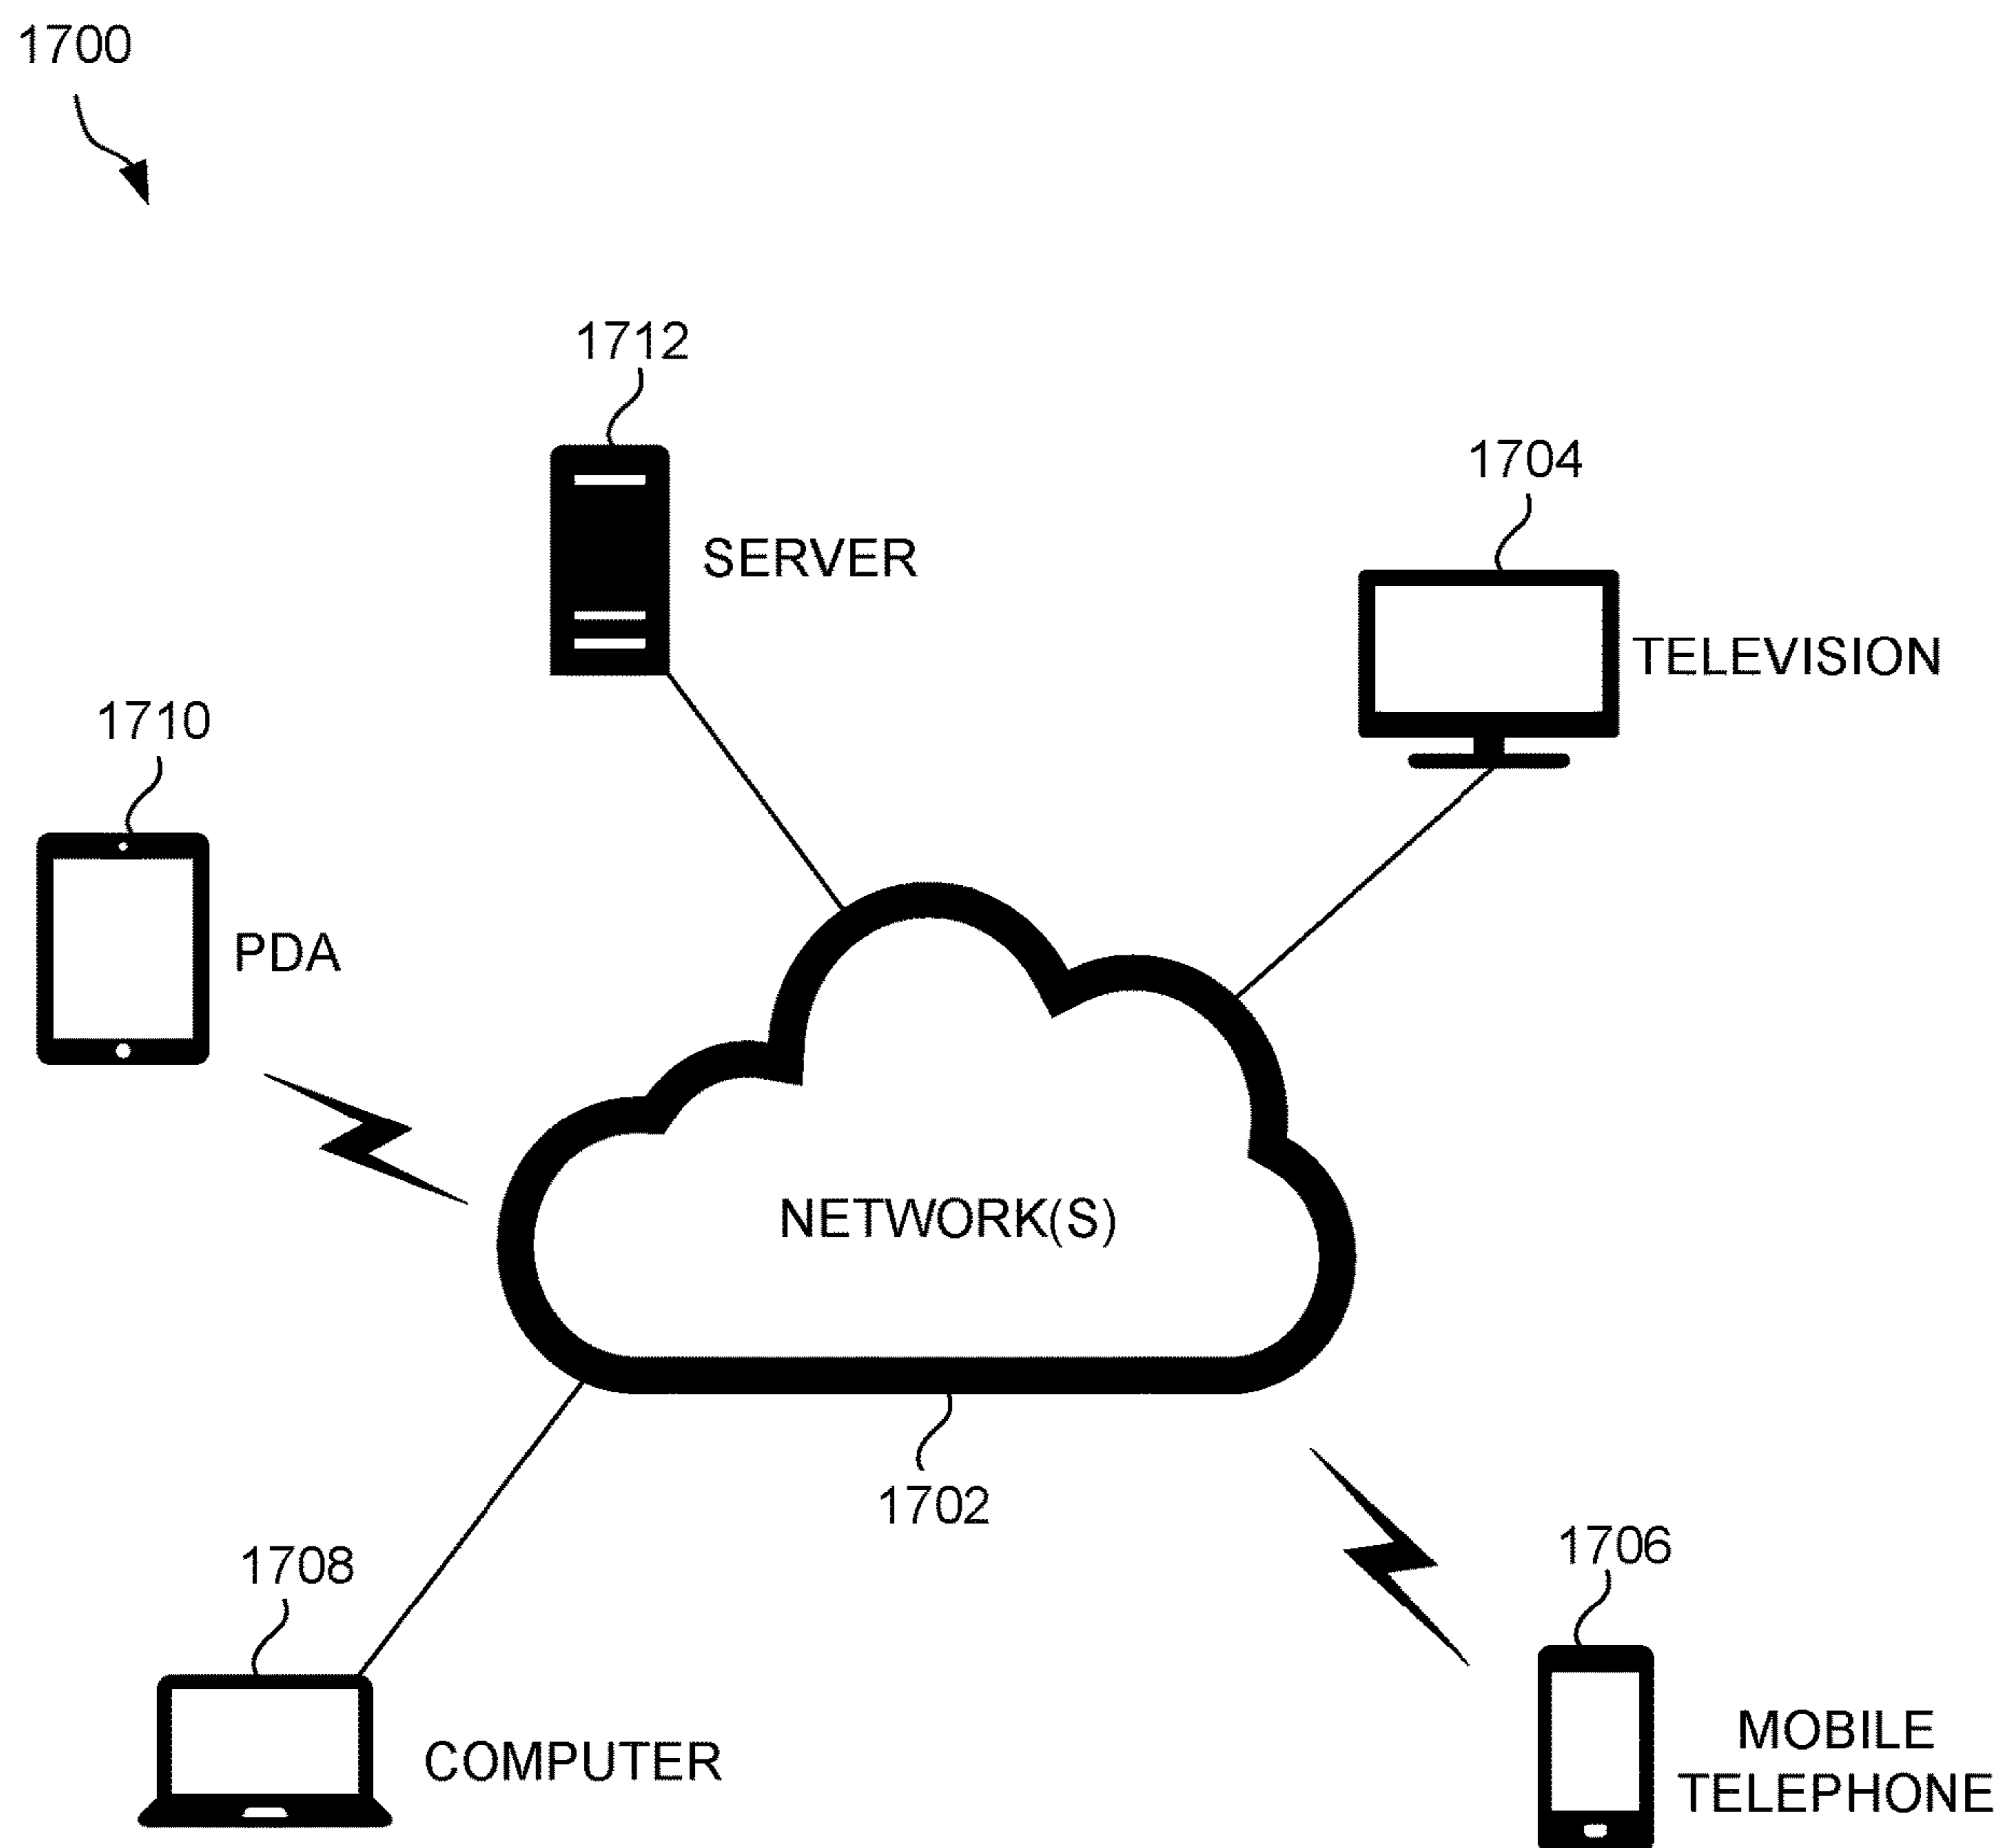 1700
1712
SERVER
1704
TELEVISION
1710
PDA
NETWORK(S)
1702
1708
COMPUTER
1706
MOBILE
TELEPHONE